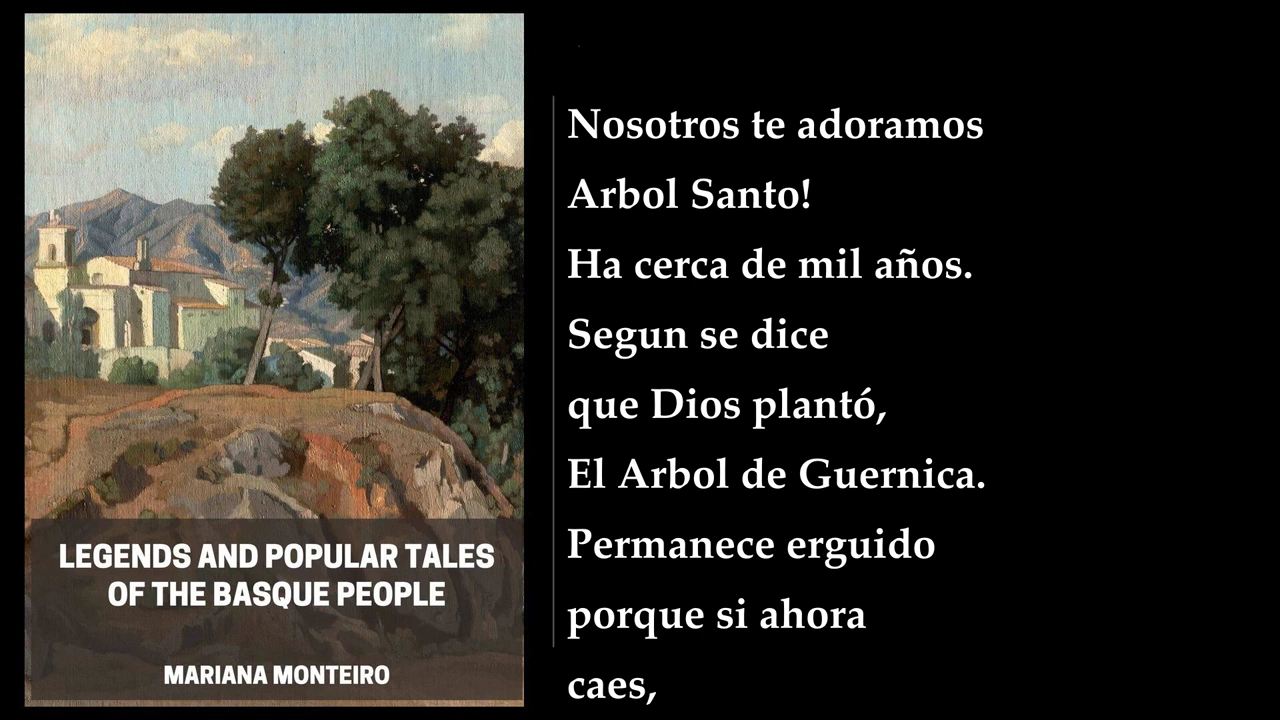 LEGENDS AND POPULAR TALES
OF THE BASQUE PEOPLE
MARIANA MONTEIRO
Nosotros te adoramos
Arbol Santo!
Ha cerca de mil años.
Segun se dice
que Dios plantó,
El Arbol de Guernica.
Permanece erguido
porque si ahora
caes,